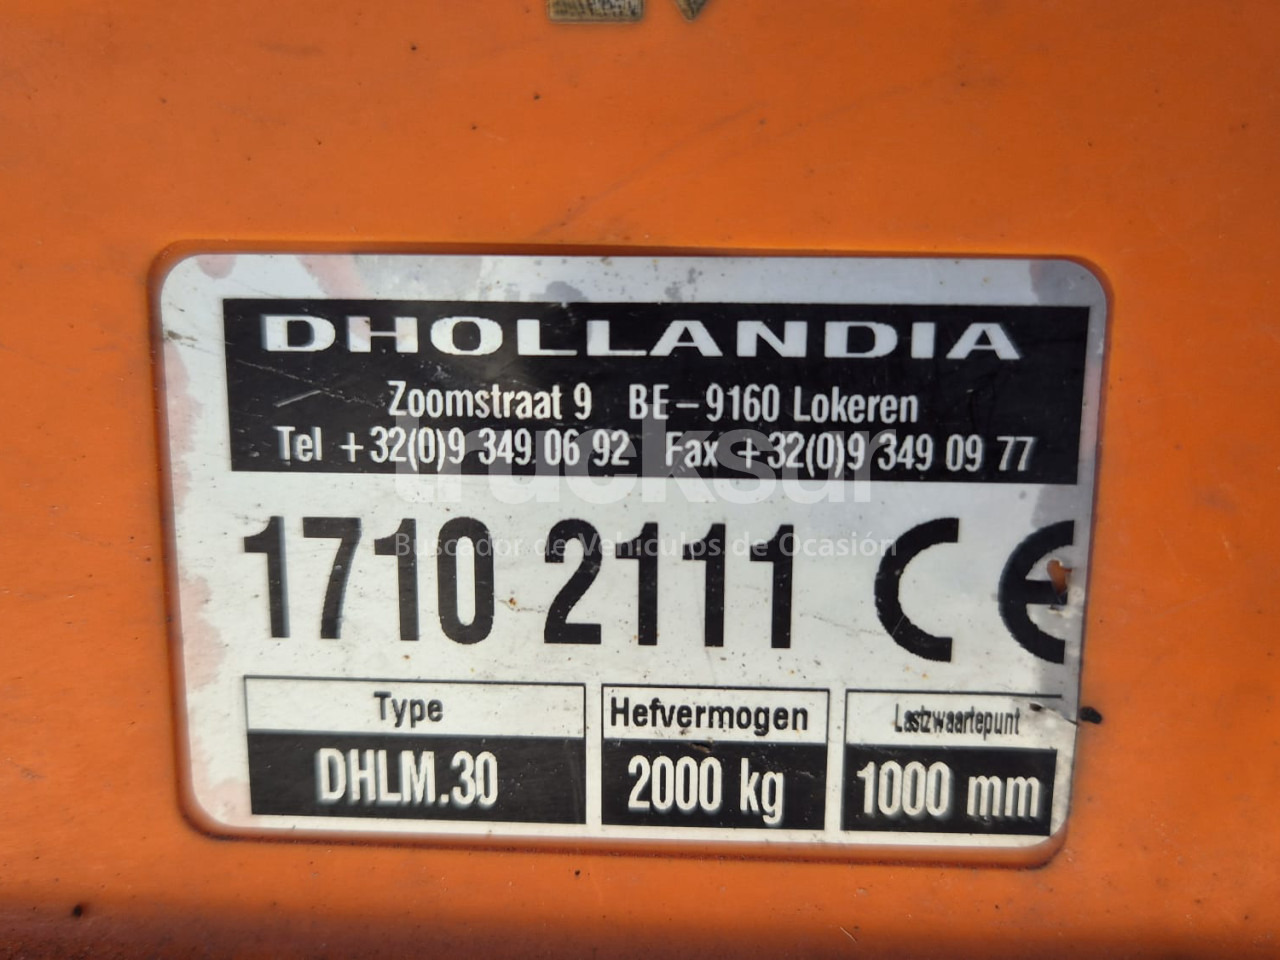 DHOLLANDIA
Zoomstraat 9 BE-9160 Lokeren
Tel +32(0)9 349 06 92 Fax +32(0)9 349 09 77
trucksur
Buscador de Vehículos de Ocasión
1710 2111 CE
Type Hefvermogen Lastzwaartepunt
DHLM.30 2000 kg 1000 mm